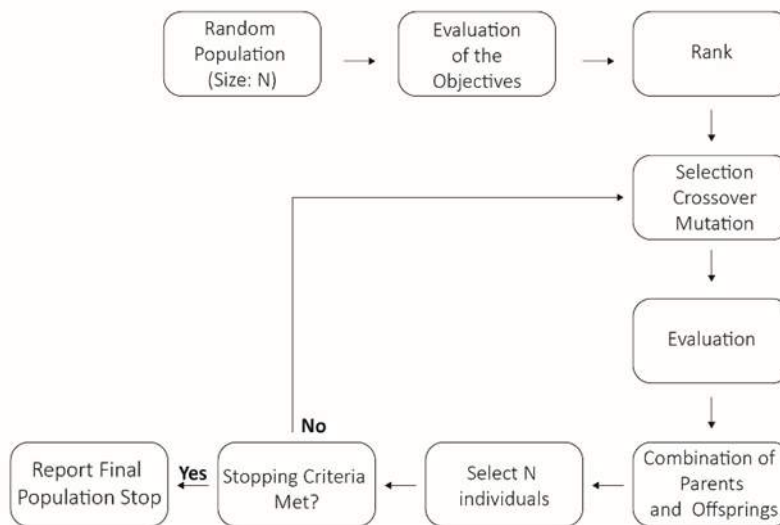 Random
Population
(Size: N)
Evaluation
of the
Objectives
Rank
Selection
Crossover
Mutation
Evaluation
Combination of
Parents
and Offsprings
Select N
individuals
No
Stopping Criteria
Met?
Yes
Report Final
Population Stop